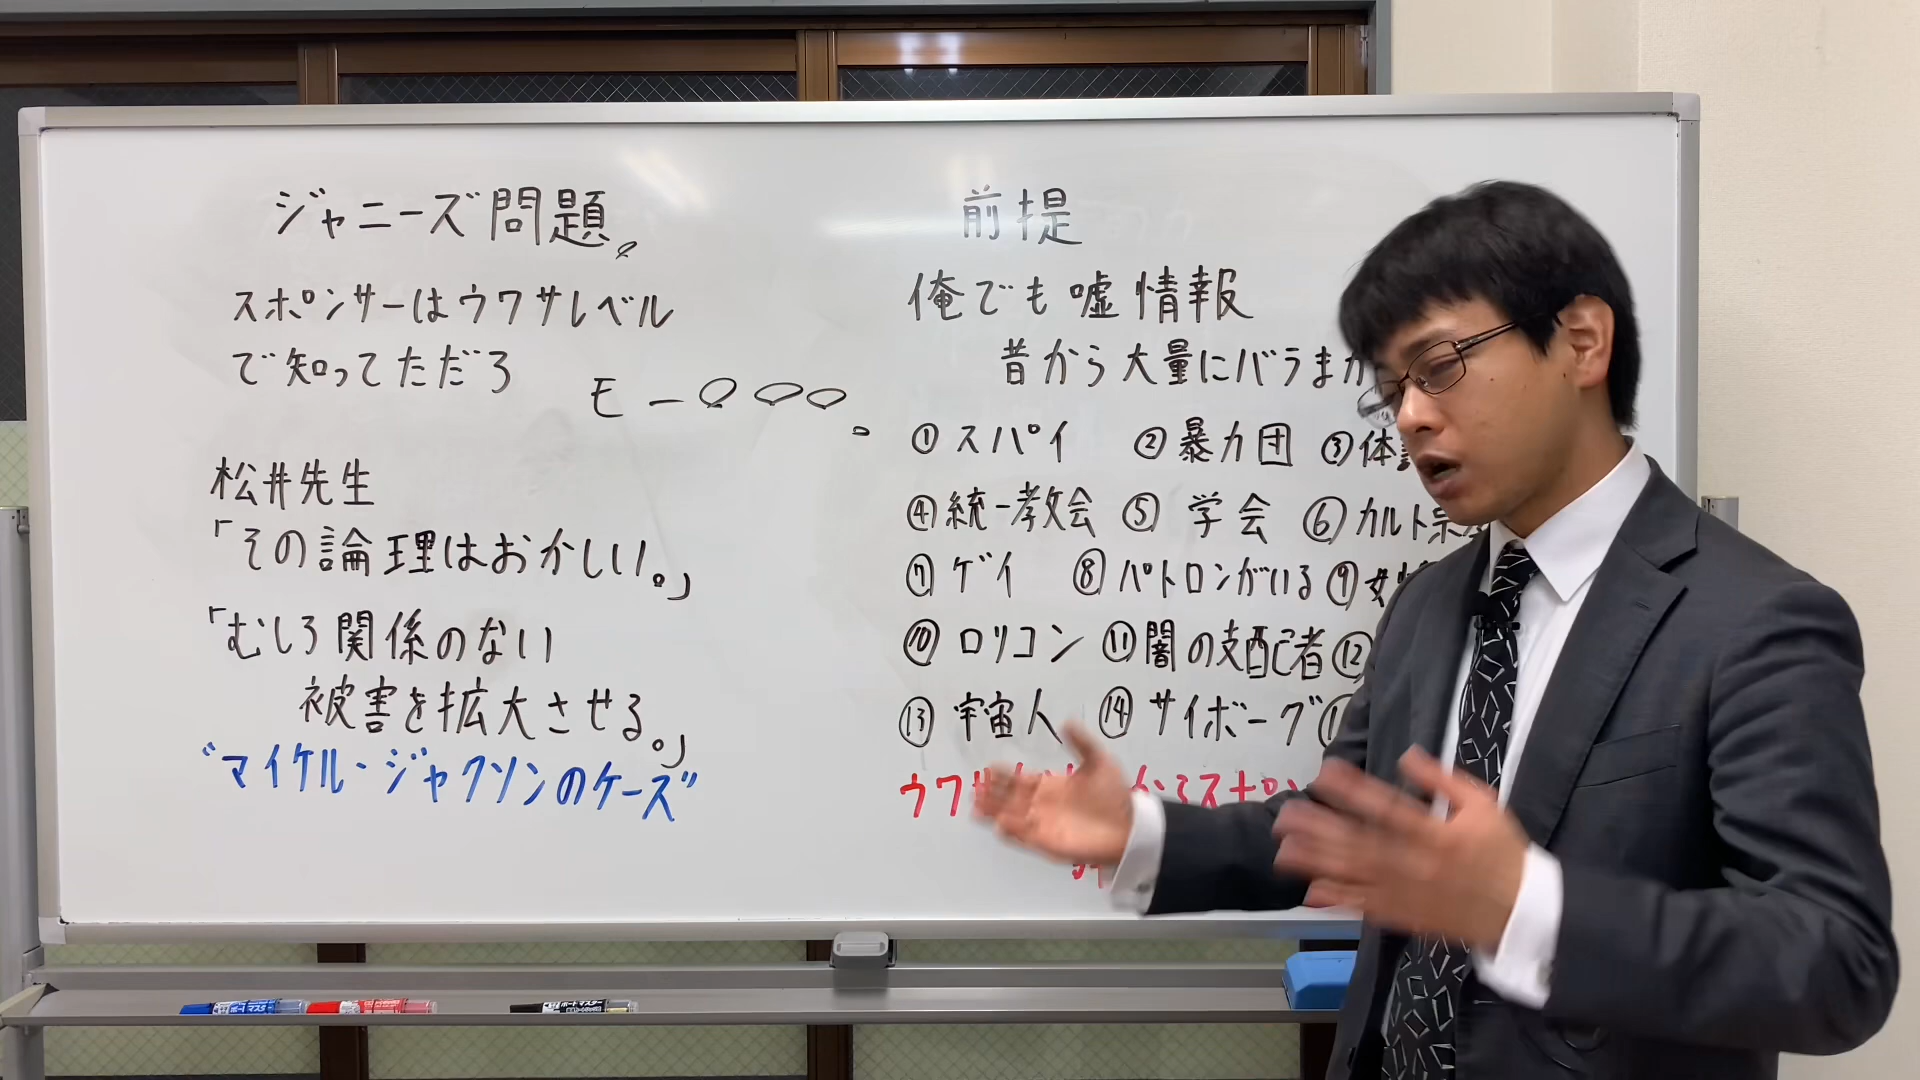 ジャニーズ問題。
スポンサーはウワサレベル
で知ってただろ
モー
松井先生
「その論理はおかしい。」
「むしろ関係のない
被害を拡大させる。」
"マイケル・ジャクソンのケーズ"
前提
俺でも嘘情報
昔から大量にバラまか
①スパイ ②暴力団 ③体
④統一教会 ⑤学会 ⑥カルト宗
⑦ゲイ ⑧パトロンがいる ⑨女
⑩ロリコン ⑪闇の支配者 ⑫
⑬宇宙人 ⑭サイボーグ
ウワサ